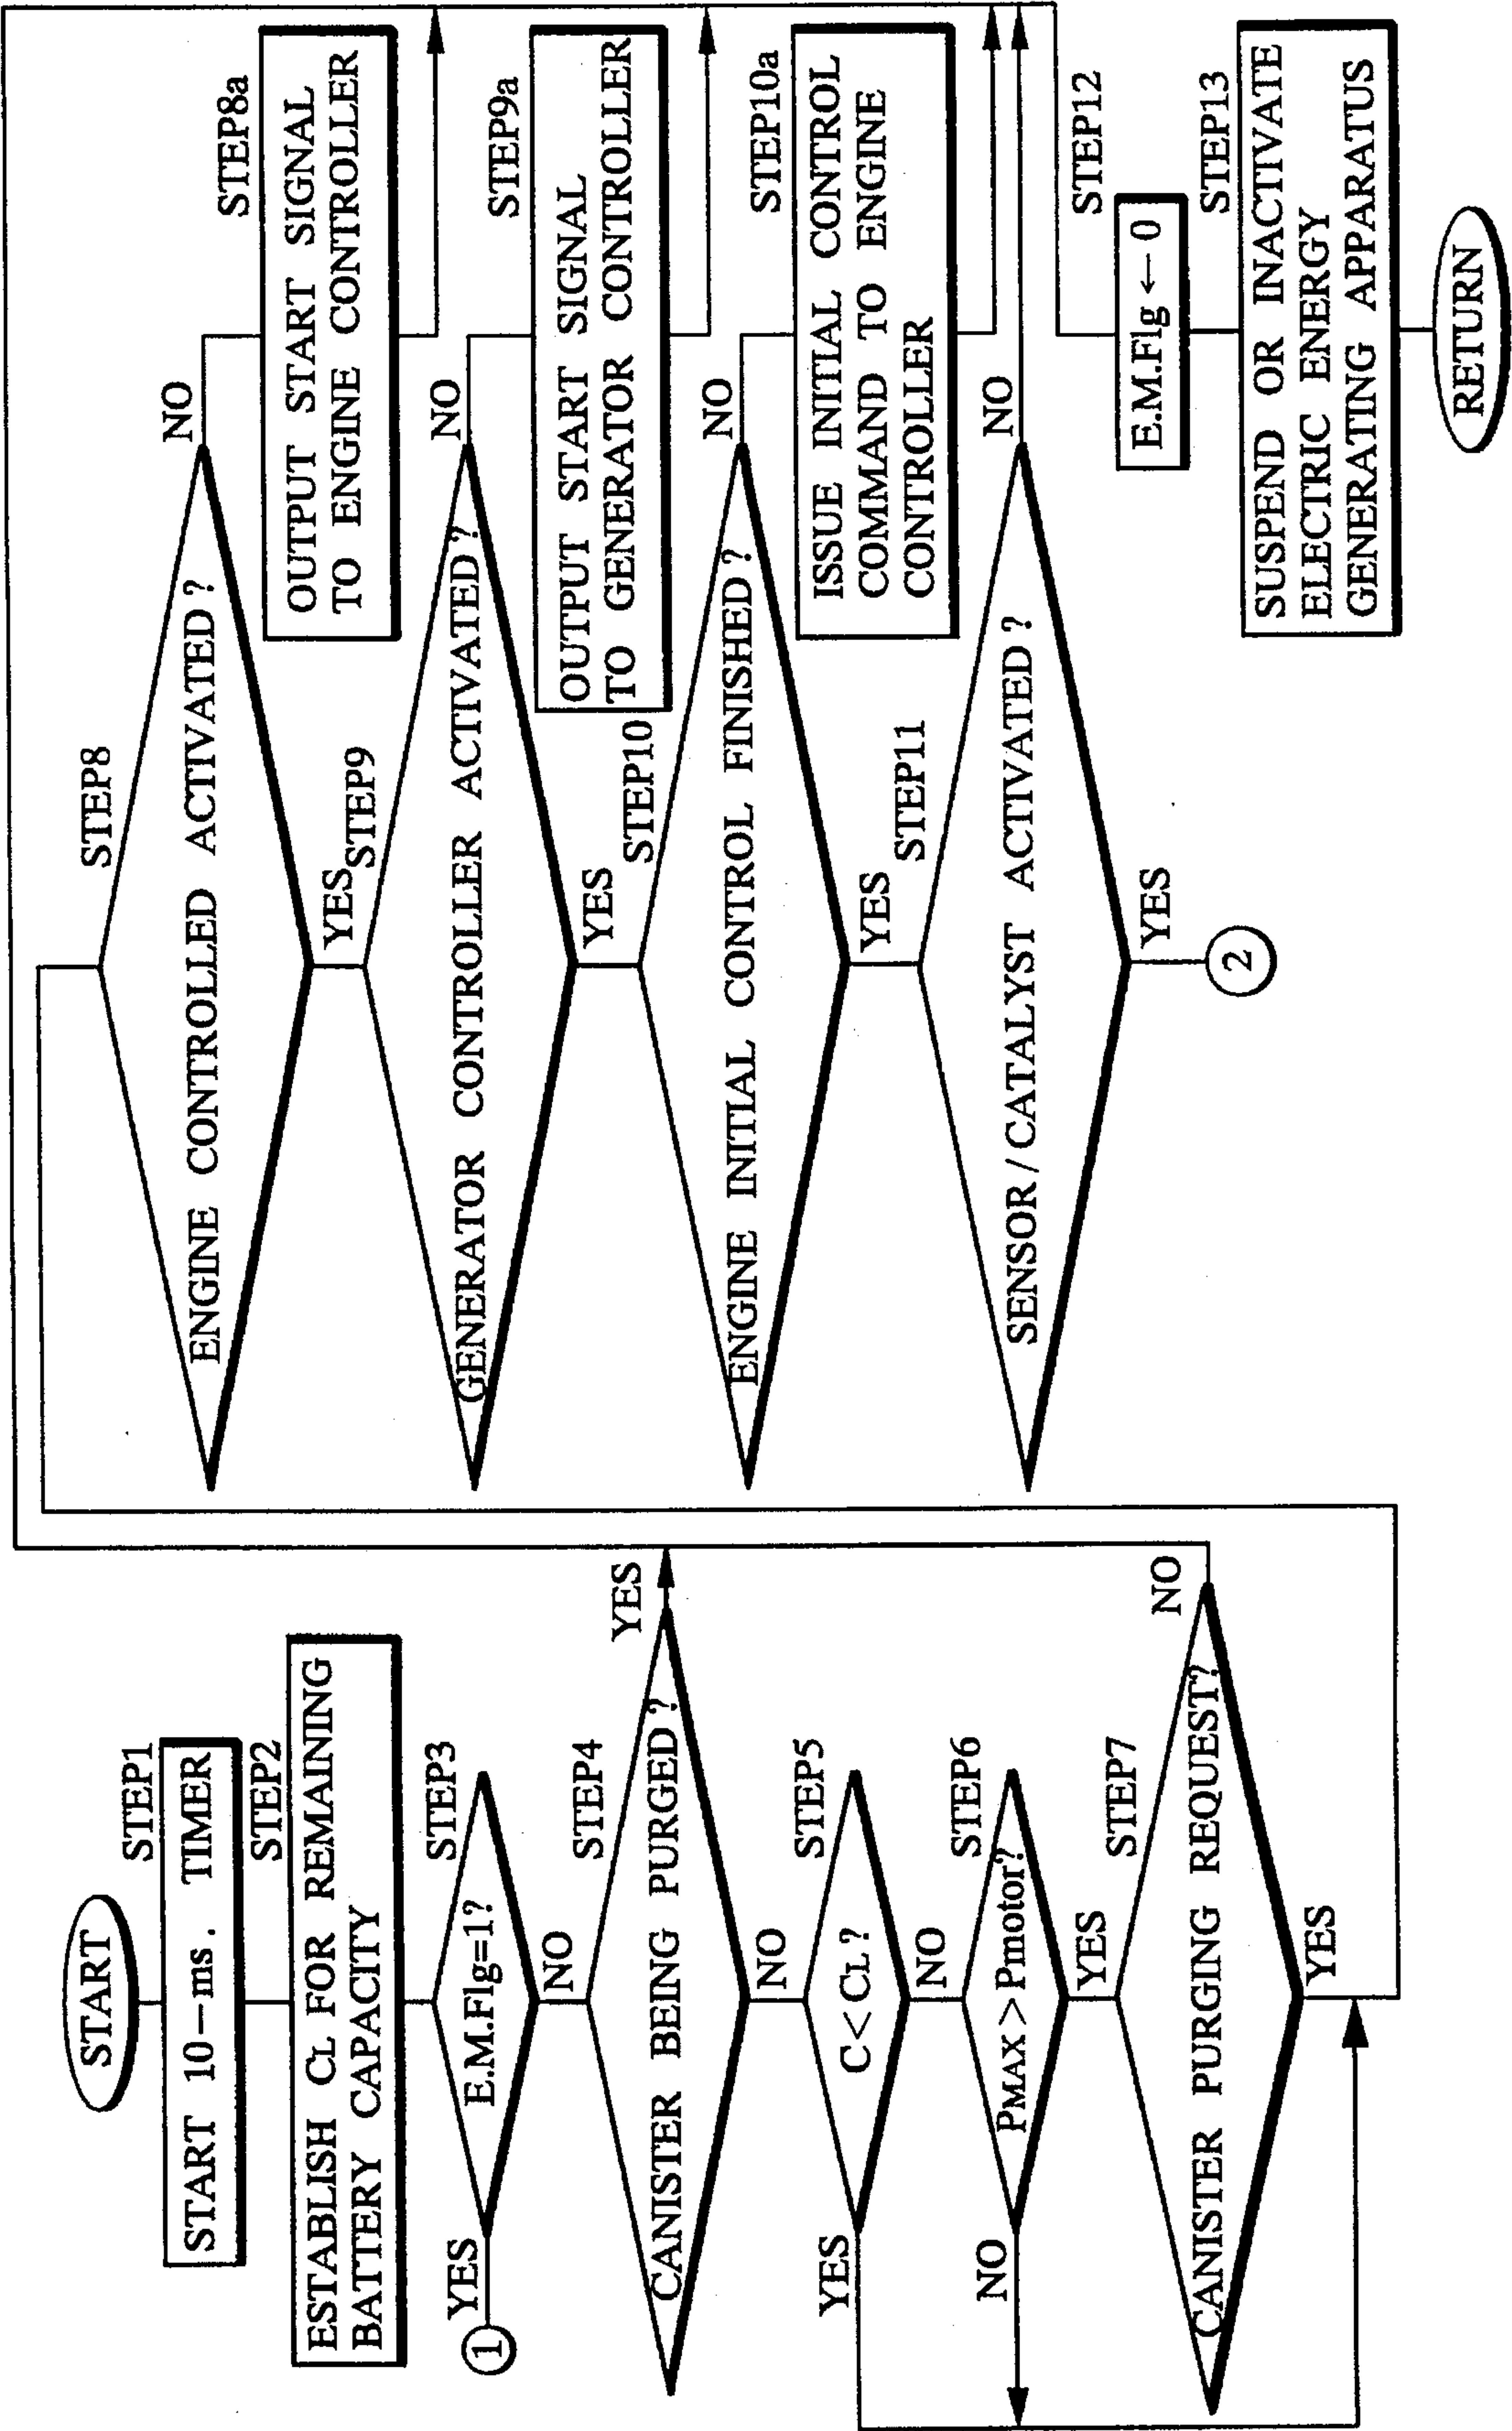 START
STEP1
START 10-ms. TIMER
STEP2
ESTABLISH CL FOR REMAINING
BATTERY CAPACITY
STEP3
E.M.Flg=1?
YES
1
NO
STEP4
CANISTER BEING PURGED?
YES
NO
STEP5
C<CL?
YES
NO
STEP6
PMAX>Pmotor?
NO
YES
STEP7
CANISTER PURGING REQUEST?
NO
YES
STEP8
ENGINE CONTROLLED ACTIVATED?
NO
STEP8a
OUTPUT START SIGNAL
TO ENGINE CONTROLLER
YES
STEP9
GENERATOR CONTROLLER ACTIVATED?
NO
STEP9a
OUTPUT START SIGNAL
TO GENERATOR CONTROLLER
YES
STEP10
ENGINE INITIAL CONTROL FINISHED?
NO
STEP10a
ISSUE INITIAL CONTROL
COMMAND TO ENGINE
CONTROLLER
YES
STEP11
SENSOR/CATALYST ACTIVATED?
NO
YES
2
STEP12
E.M.Flg ← 0
STEP13
SUSPEND OR INACTIVATE
ELECTRIC ENERGY
GENERATING APPARATUS
RETURN